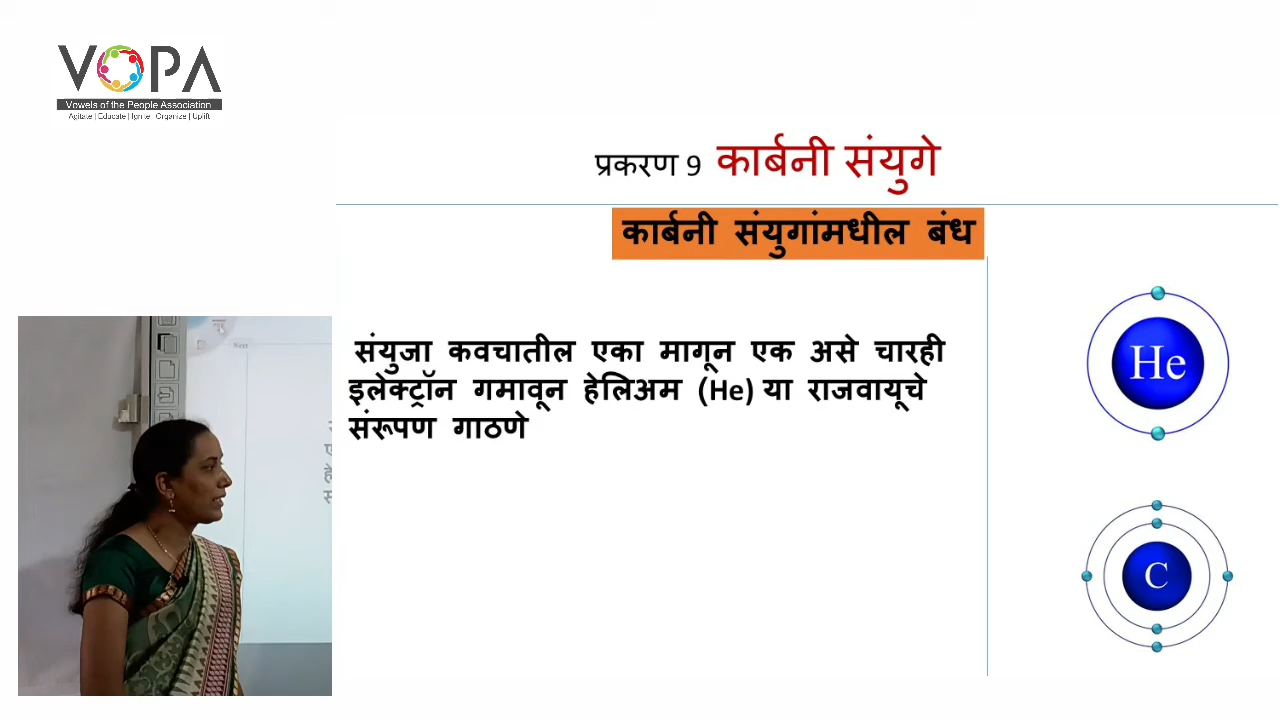 VOPA
Vowels of the People Association
Agitate | Educate | Ignite | Organize | Uplift
प्रकरण 9 कार्बनी संयुगे
कार्बनी संयुगांमधील बंध
संयुजा कवचातील एका मागून एक असे चारही
इलेक्ट्रॉन गमावून हेलिअम (He) या राजवायूचे
संरूपण गाठणे
He
C